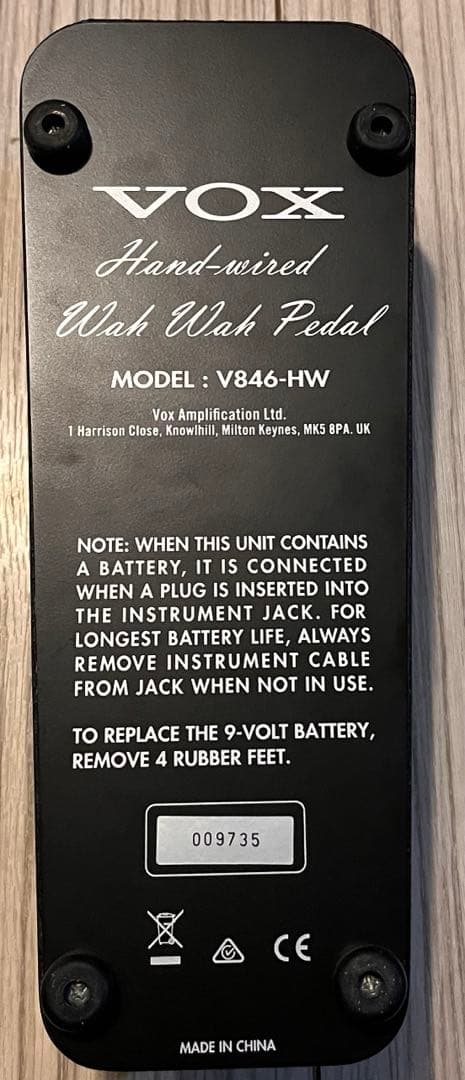 VOX
Hand-wired
Wah Wah Pedal
MODEL : V846-HW
Vox Amplification Ltd.
1 Harrison Close, Knowlhill, Milton Keynes, MK5 8PA. UK
NOTE: WHEN THIS UNIT CONTAINS
A BATTERY, IT IS CONNECTED
WHEN A PLUG IS INSERTED INTO
THE INSTRUMENT JACK. FOR
LONGEST BATTERY LIFE, ALWAYS
REMOVE INSTRUMENT CABLE
FROM JACK WHEN NOT IN USE.
TO REPLACE THE 9-VOLT BATTERY,
REMOVE 4 RUBBER FEET.
009735
CE
MADE IN CHINA